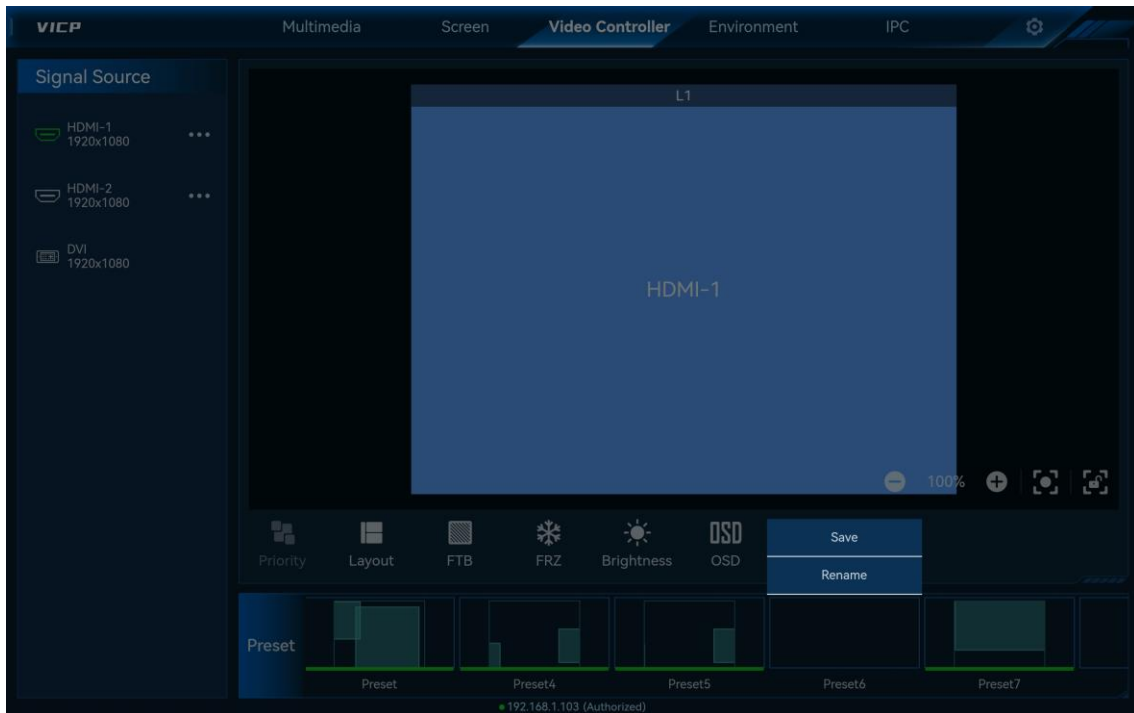 VICP
Multimedia
Screen
Video Controller
Environment
IPC
Signal Source
HDMI-1
1920x1080
HDMI-2
1920x1080
DVI
1920x1080
L1
HDMI-1
100%
Priority
Layout
FTB
FRZ
Brightness
OSD
OSD
Save
Rename
Preset
Preset
Preset4
Preset5
Preset6
Preset7
192.168.1.103 (Authorized)